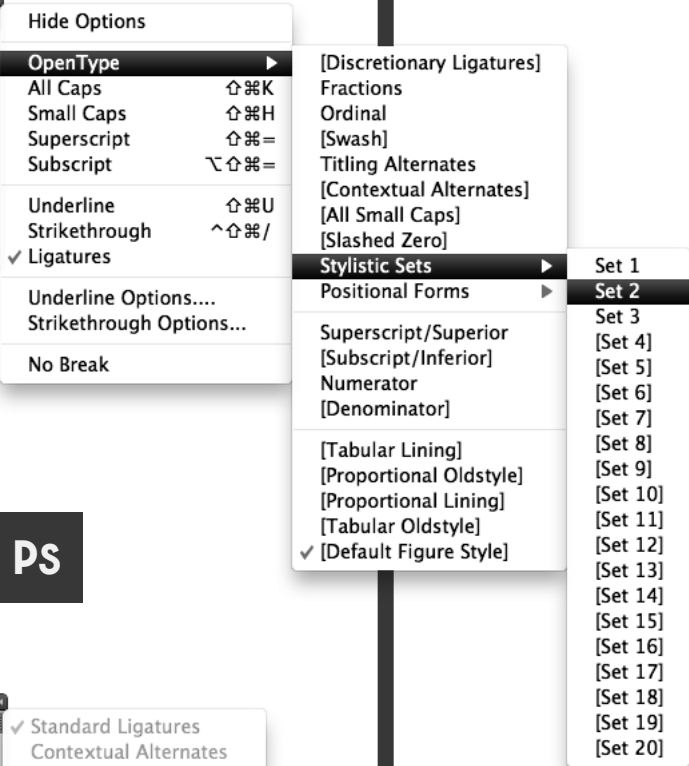 Hide Options
OpenType
All Caps ⇧⌘K
Small Caps ⇧⌘H
Superscript ⇧⌘=
Subscript ⌥⇧⌘=
Underline ⇧⌘U
Strikethrough ^⇧⌘/
✓ Ligatures
Underline Options....
Strikethrough Options...
No Break
[Discretionary Ligatures]
Fractions
Ordinal
[Swash]
Titling Alternates
[Contextual Alternates]
[All Small Caps]
[Slashed Zero]
Stylistic Sets
Positional Forms
Superscript/Superior
[Subscript/Inferior]
Numerator
[Denominator]
[Tabular Lining]
[Proportional Oldstyle]
[Proportional Lining]
[Tabular Oldstyle]
✓ [Default Figure Style]
Set 1
Set 2
Set 3
[Set 4]
[Set 5]
[Set 6]
[Set 7]
[Set 8]
[Set 9]
[Set 10]
[Set 11]
[Set 12]
[Set 13]
[Set 14]
[Set 15]
[Set 16]
[Set 17]
[Set 18]
[Set 19]
[Set 20]
PS
✓ Standard Ligatures
Contextual Alternates